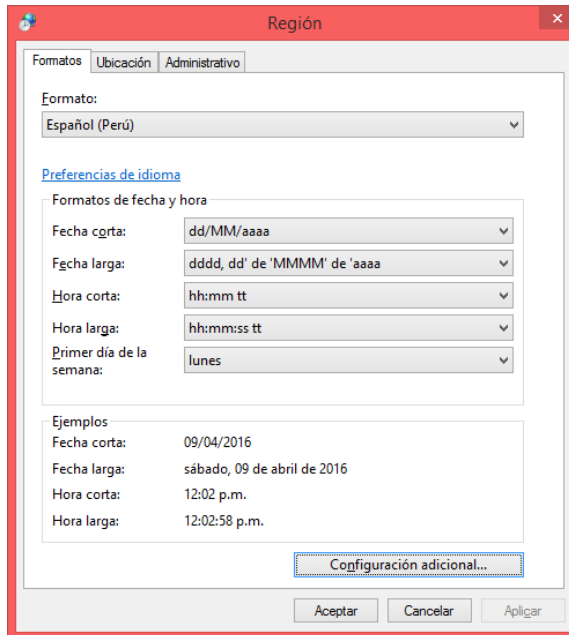 Región
Formatos Ubicación Administrativo
Formato:
Español (Perú)
Preferencias de idioma
Formatos de fecha y hora
Fecha corta: dd/MM/aaaa
Fecha larga: dddd, dd' de 'MMMM' de 'aaaa
Hora corta: hh:mm tt
Hora larga: hh:mm:ss tt
Primer día de la
semana: lunes
Ejemplos
Fecha corta: 09/04/2016
Fecha larga: sábado, 09 de abril de 2016
Hora corta: 12:02 p.m.
Hora larga: 12:02:58 p.m.
Configuración adicional...
Aceptar Cancelar Aplicar